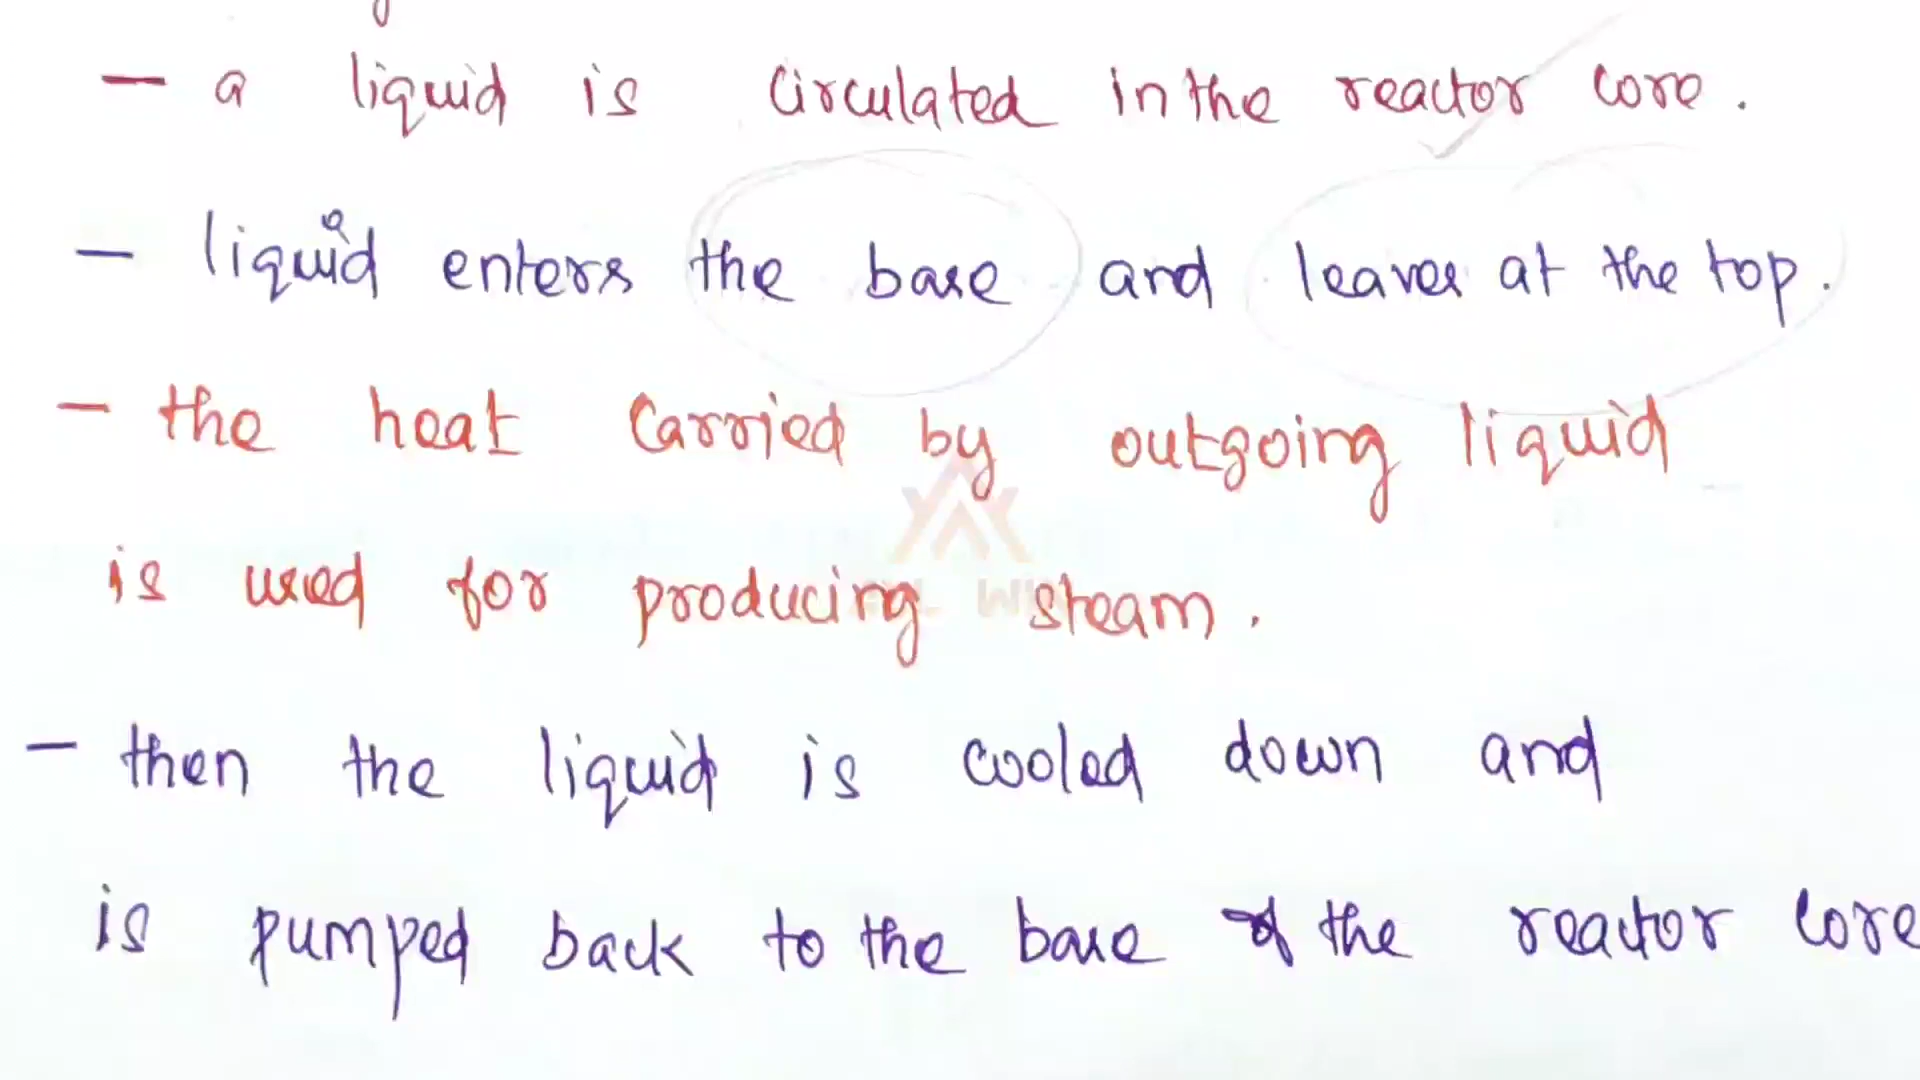 - a liquid is circulated in the reactor core.
- liquid enters the base and leaves at the top.
- the heat carried by outgoing liquid
is used for producing steam.
- then the liquid is cooled down and
is pumped back to the base of the reactor core